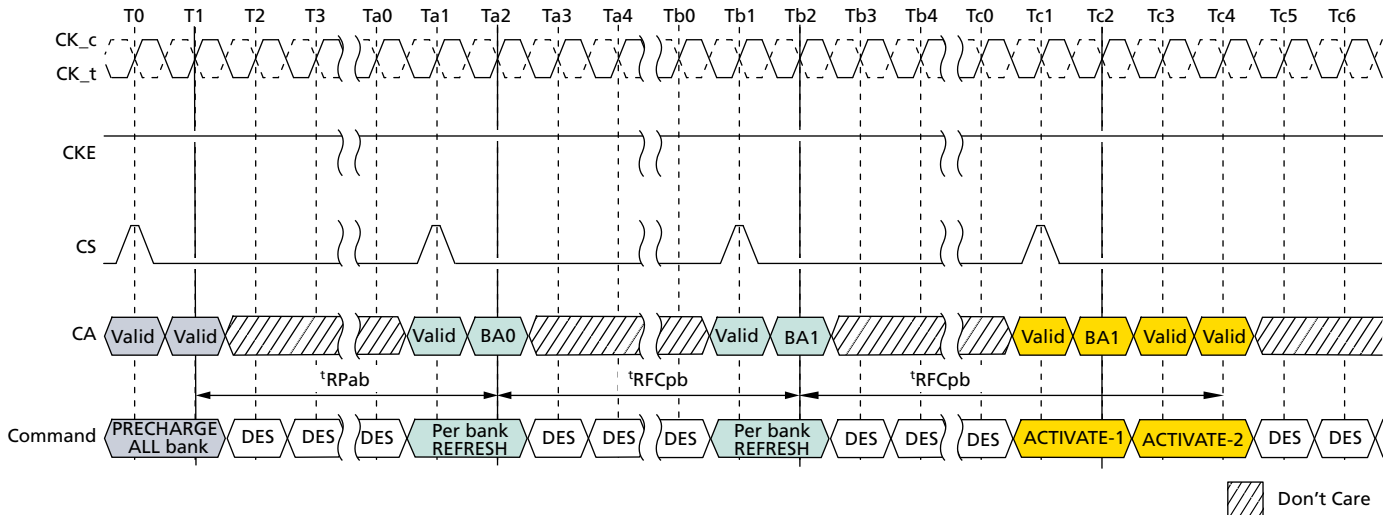 T0 T1 T2 T3 Ta0 Ta1 Ta2 Ta3 Ta4 Tb0 Tb1 Tb2 Tb3 Tb4 Tc0 Tc1 Tc2 Tc3 Tc4 Tc5 Tc6
CK_c
CK_t
CKE
CS
CA Valid Valid Valid BA0 Valid BA1 Valid BA1 Valid Valid
tRPab tRFCpb tRFCpb
Command PRECHARGE ALL bank DES DES DES Per bank REFRESH DES DES DES Per bank REFRESH DES DES DES ACTIVATE-1 ACTIVATE-2 DES DES
Don't Care